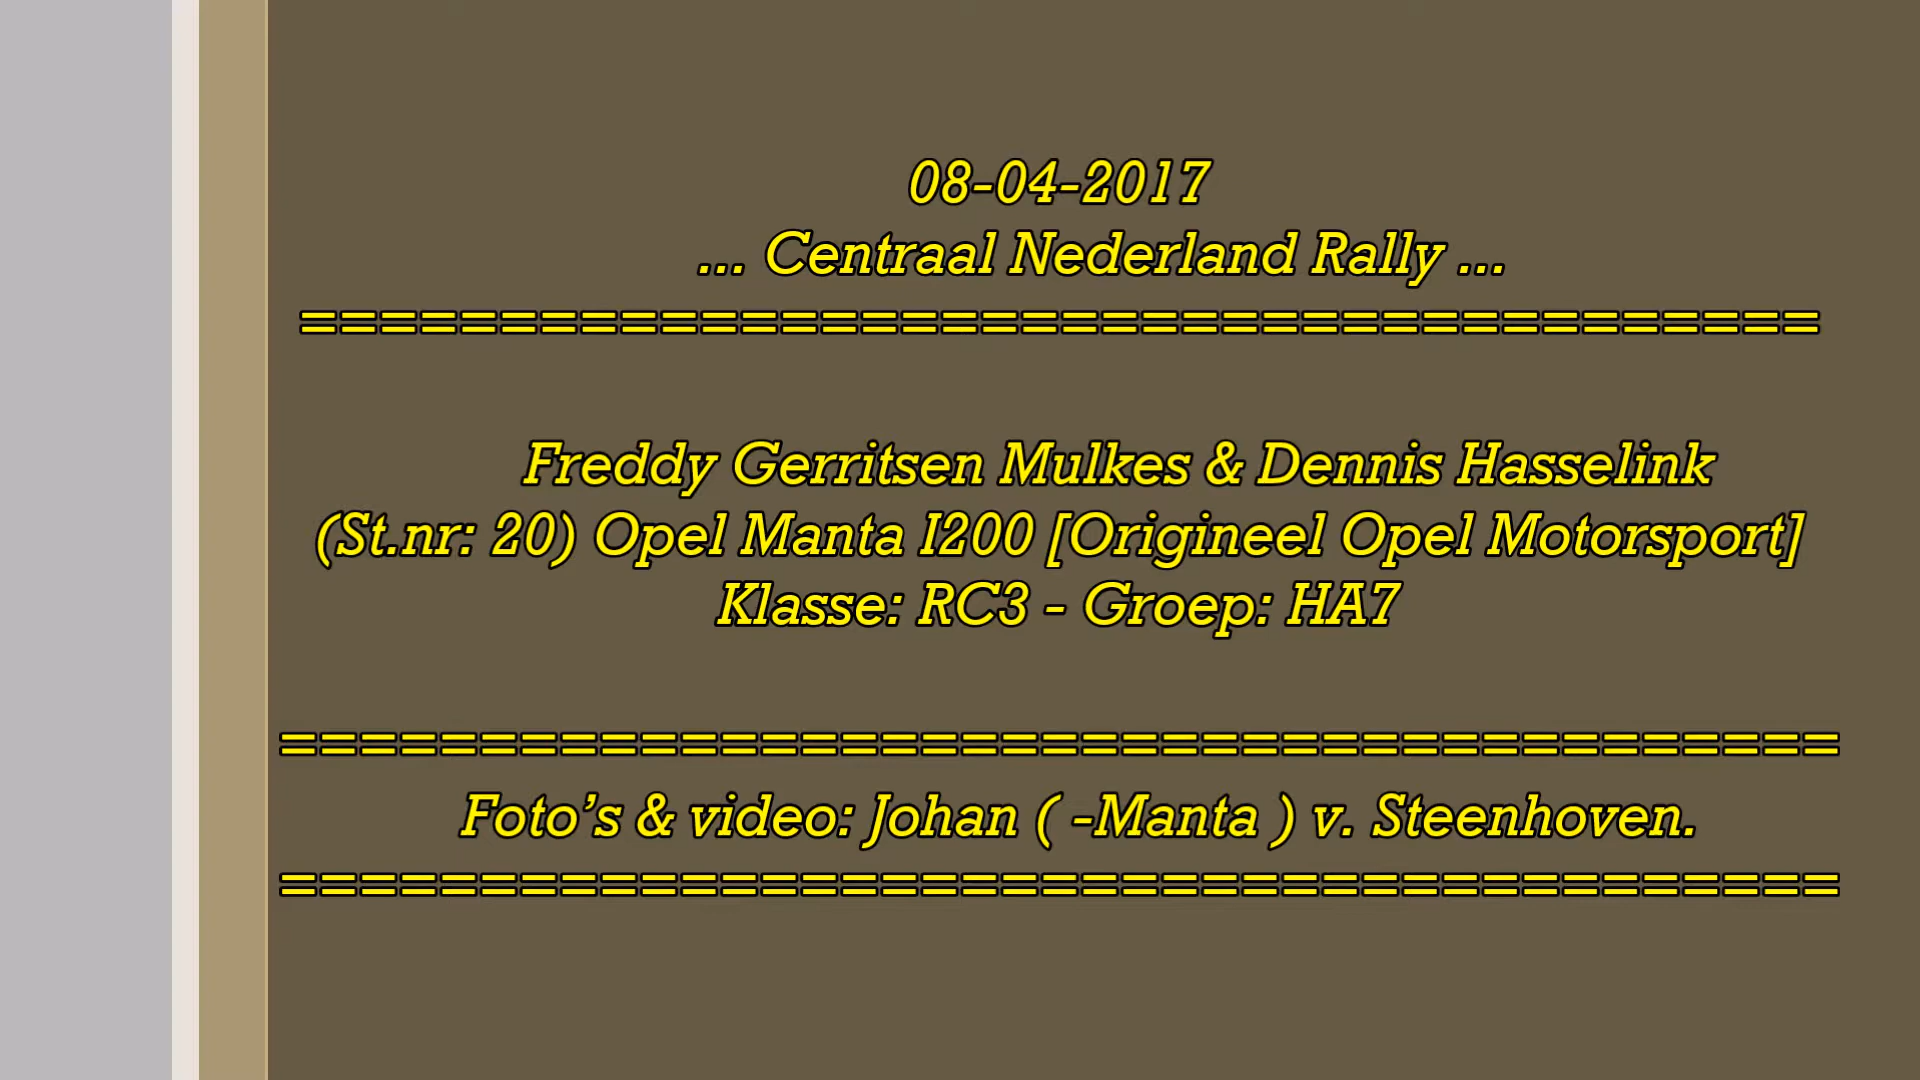 08-04-2017
... Centraal Nederland Rally ...
======================================
Freddy Gerritsen Mulkes & Dennis Hasselink
(St.nr: 20) Opel Manta I200 [Origineel Opel Motorsport]
Klasse: RC3 - Groep: HA7
=======================================
Foto's & video: Johan ( -Manta ) v. Steenhoven.
=======================================